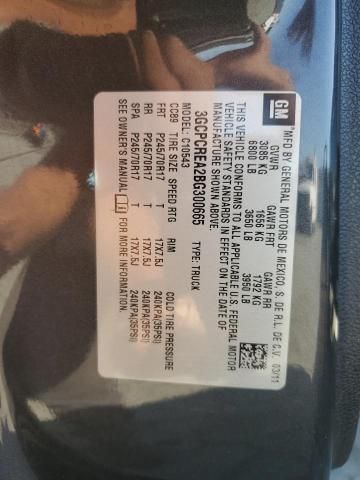 GM
MFD BY GENERAL MOTORS DE MEXICO, S. DE R.L. DE C.V. 03/11
GVWR GAWR FRT GAWR RR
3085 KG 1656 KG 1792 KG
6800 LB 3650 LB 3950 LB
THIS VEHICLE CONFORMS TO ALL APPLICABLE U.S. FEDERAL MOTOR
VEHICLE SAFETY STANDARDS IN EFFECT ON THE DATE OF
MANUFACTURE SHOWN ABOVE.
3GCPCREA2BG300665 TYPE: TRUCK
MODEL: C10543
CC89 TIRE SIZE SPEED RTG RIM COLD TIRE PRESSURE
FRT P245/70R17 T 17X7.5J 240KPA(35PSI)
RR P245/70R17 T 17X7.5J 240KPA(35PSI)
SPA P245/70R17 T 17X7.5J 240KPA(35PSI)
SEE OWNER'S MANUAL FOR MORE INFORMATION.